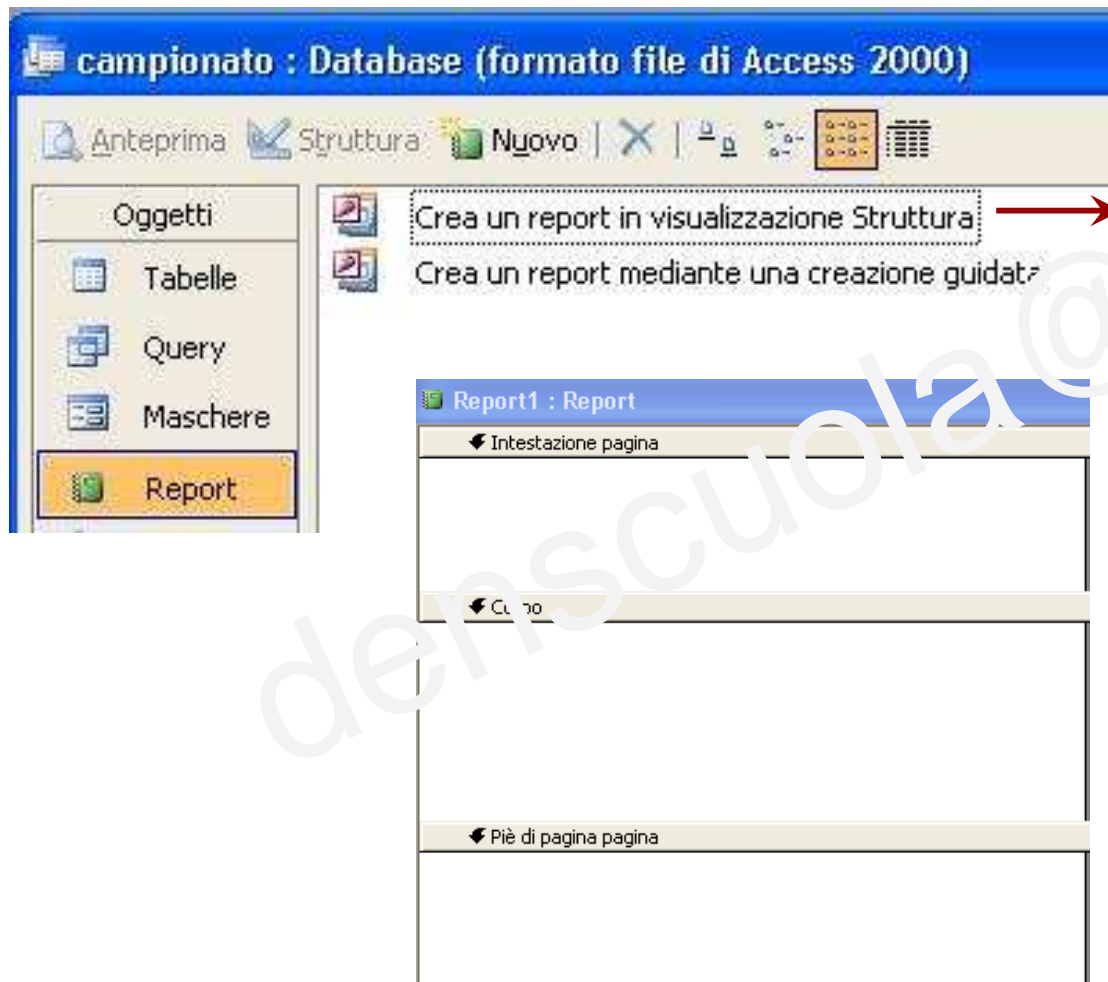 campionato : Database (formato file di Access 2000)
Anteprima Struttura Nuovo
Oggetti
Crea un report in visualizzazione Struttura
Tabelle
Crea un report mediante una creazione guidata
Query
Maschere
Report
Report1 : Report
Intestazione pagina
Piè di pagina pagina
denscuola@